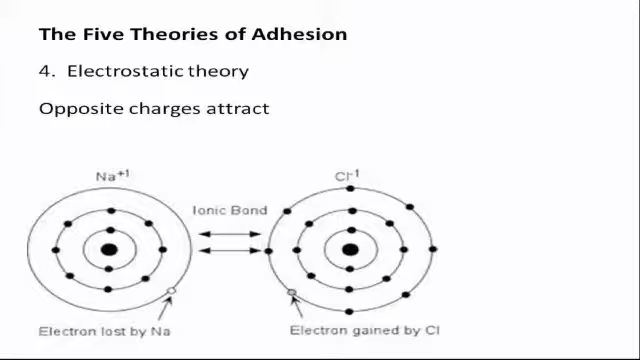 The Five Theories of Adhesion
4. Electrostatic theory
Opposite charges attract
Na+1
Cl-1
Ionic Bond
Electron lost by Na
Electron gained by Cl